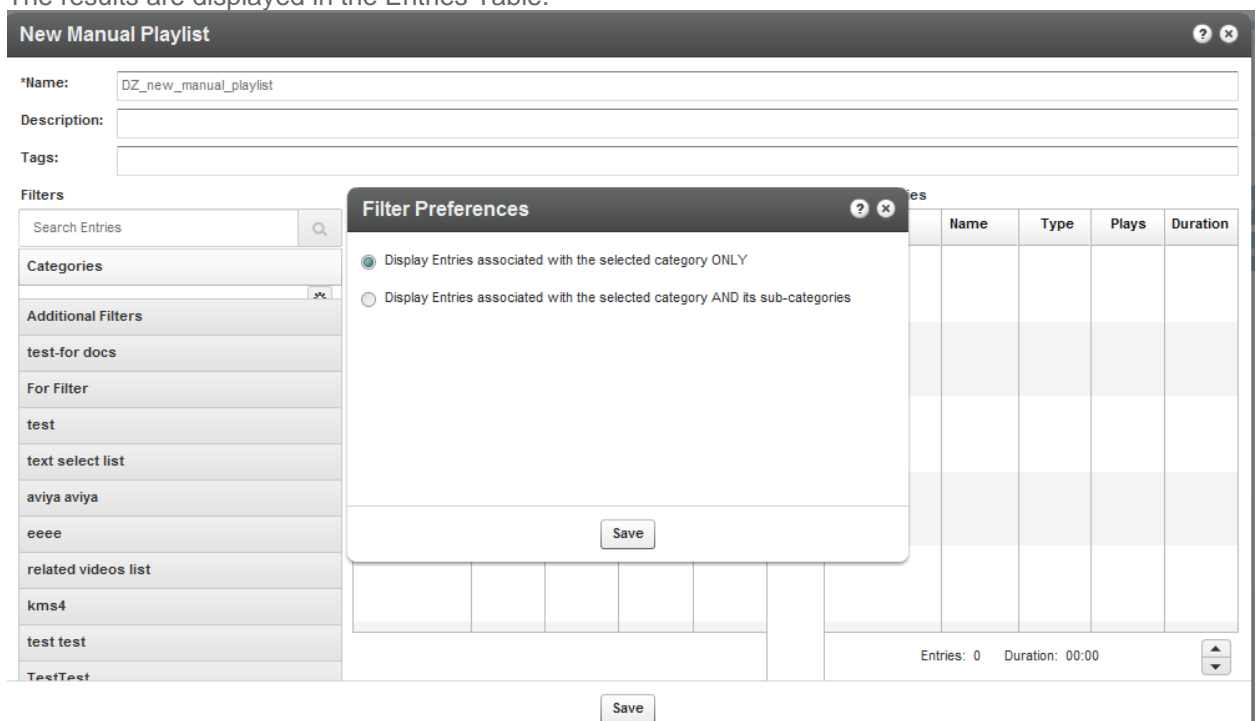 The results are displayed in the Entries Table.
New Manual Playlist
*Name: DZ_new_manual_playlist
Description:
Tags:
Filters
Search Entries
Categories
Additional Filters
test-for docs
For Filter
test
text select list
aviya aviya
eeee
related videos list
kms4
test test
TestTest
Filter Preferences
Display Entries associated with the selected category ONLY
Display Entries associated with the selected category AND its sub-categories
Save
Name Type Plays Duration
Entries: 0 Duration: 00:00
Save